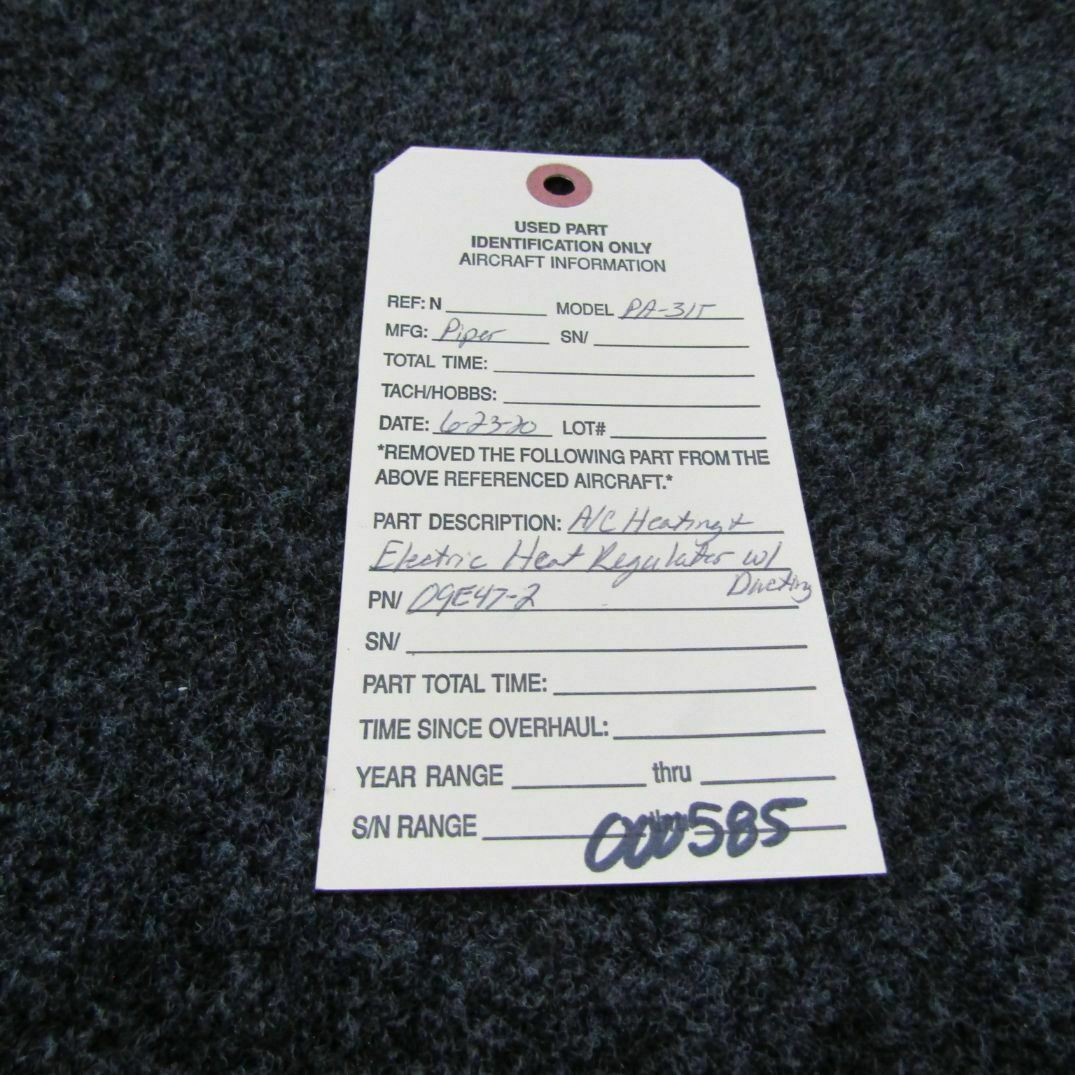 USED PART
IDENTIFICATION ONLY
AIRCRAFT INFORMATION
REF: N MODEL PA-31T
MFG: Piper SN/
TOTAL TIME:
TACH/HOBBS:
DATE: 6-23-20 LOT#
*REMOVED THE FOLLOWING PART FROM THE
ABOVE REFERENCED AIRCRAFT.*
PART DESCRIPTION: A/C Heating &
Electric Heat Regulator w/
Ducting
PN/ 09E47-2
SN/
PART TOTAL TIME:
TIME SINCE OVERHAUL:
YEAR RANGE thru
S/N RANGE 000585